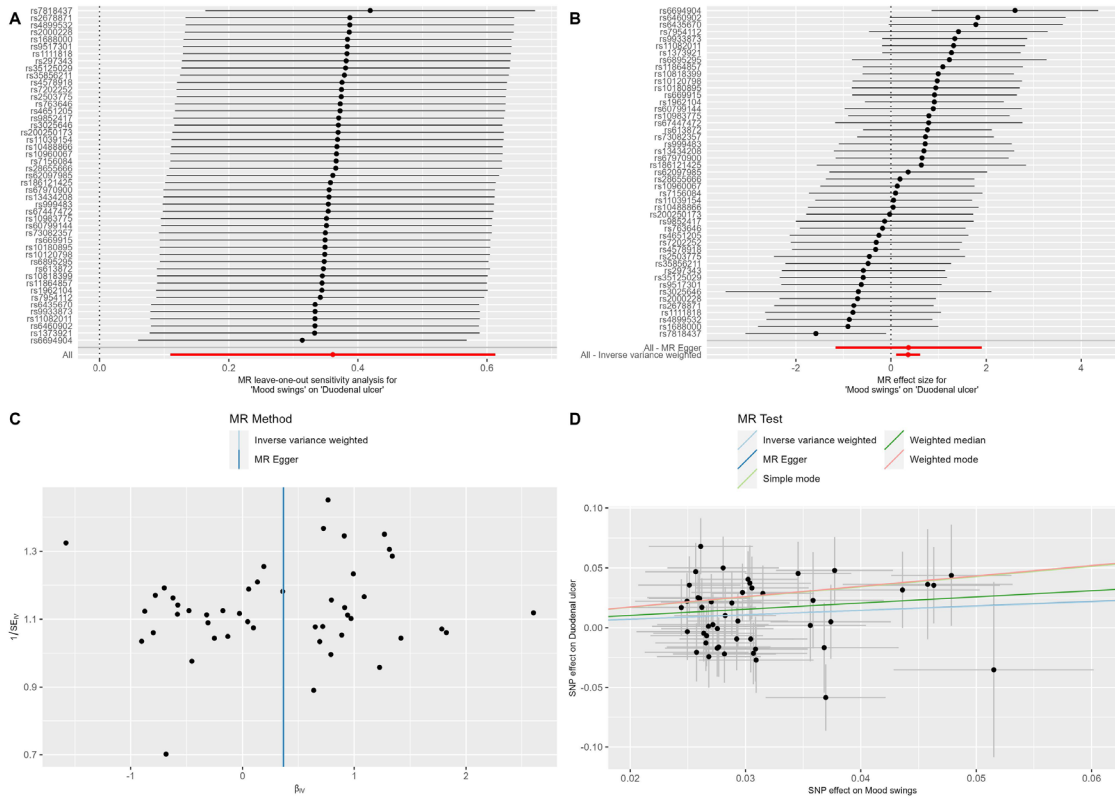 A
rs7818437
rs2678871
rs4899532
rs2000228
rs1688000
rs9517301
rs1111818
rs297343
rs35125029
rs35856211
rs4578918
rs7202252
rs2503775
rs763646
rs4651205
rs9852417
rs3025646
rs200250173
rs11039154
rs10488866
rs10960067
rs7156084
rs28655666
rs62097985
rs186121425
rs67970900
rs13434208
rs999483
rs67447472
rs10983775
rs60799144
rs73082357
rs669915
rs10180895
rs10120798
rs6895295
rs613872
rs10818399
rs11864857
rs1962104
rs7954112
rs6435670
rs9933873
rs11082011
rs6460902
rs1373921
rs6694904
All
0.0 0.2 0.4 0.6
MR leave-one-out sensitivity analysis for
'Mood swings' on 'Duodenal ulcer'
B
rs6694904
rs6460902
rs6435670
rs7954112
rs9933873
rs11082011
rs1373921
rs6895295
rs11864857
rs10818399
rs10120798
rs10180895
rs669915
rs1962104
rs60799144
rs10983775
rs67447472
rs613872
rs73082357
rs999483
rs13434208
rs67970900
rs186121425
rs62097985
rs28655666
rs10960067
rs7156084
rs11039154
rs10488866
rs200250173
rs9852417
rs763646
rs4651205
rs7202252
rs4578918
rs2503775
rs35856211
rs297343
rs35125029
rs9517301
rs3025646
rs2000228
rs2678871
rs1111818
rs4899532
rs1688000
rs7818437
All - MR Egger
All - Inverse variance weighted
-2 0 2 4
MR effect size for
'Mood swings' on 'Duodenal ulcer'
C
MR Method
Inverse variance weighted
MR Egger
1/SE_IV
1.3
1.1
0.9
0.7
-1 0 1 2
β_IV
D
MR Test
Inverse variance weighted
MR Egger
Simple mode
Weighted median
Weighted mode
SNP effect on Duodenal ulcer
0.10
0.05
0.00
-0.05
-0.10
0.02 0.03 0.04 0.05 0.06
SNP effect on Mood swings